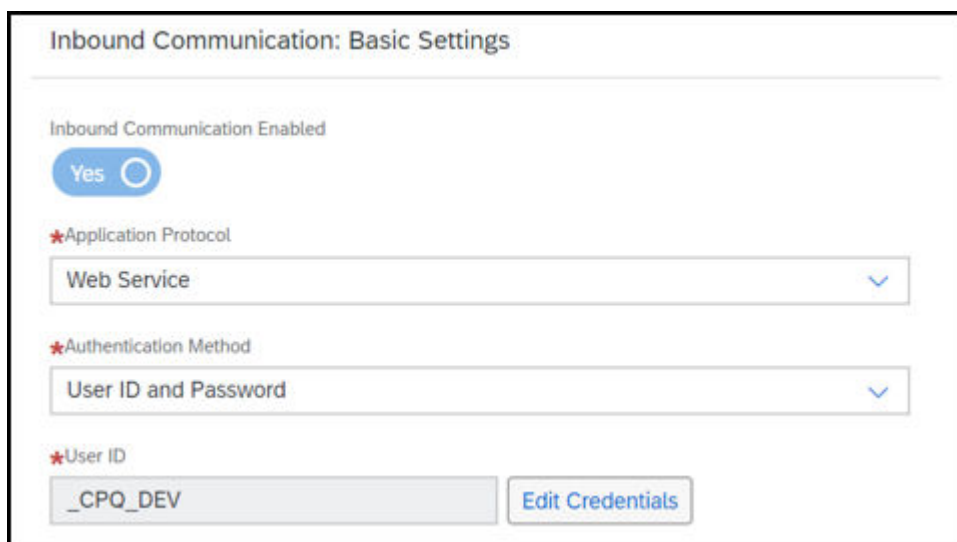 Inbound Communication: Basic Settings
Inbound Communication Enabled
Yes
*Application Protocol
Web Service
*Authentication Method
User ID and Password
*User ID
_CPQ_DEV
Edit Credentials